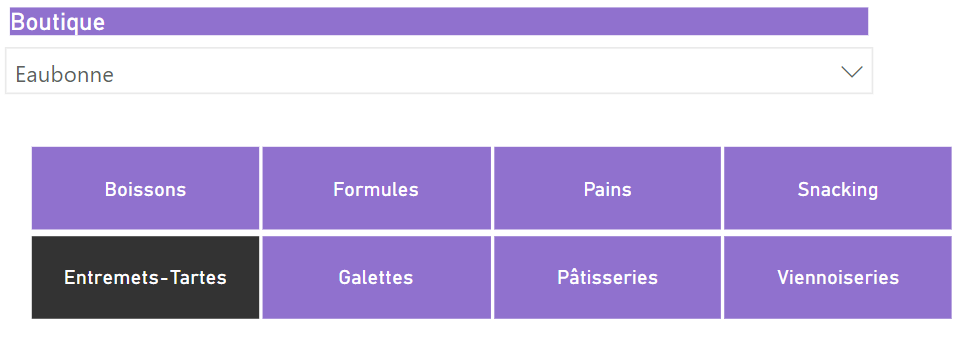 Boutique
Eaubonne
Boissons
Formules
Pains
Snacking
Entremets-Tartes
Galettes
Pâtisseries
Viennoiseries